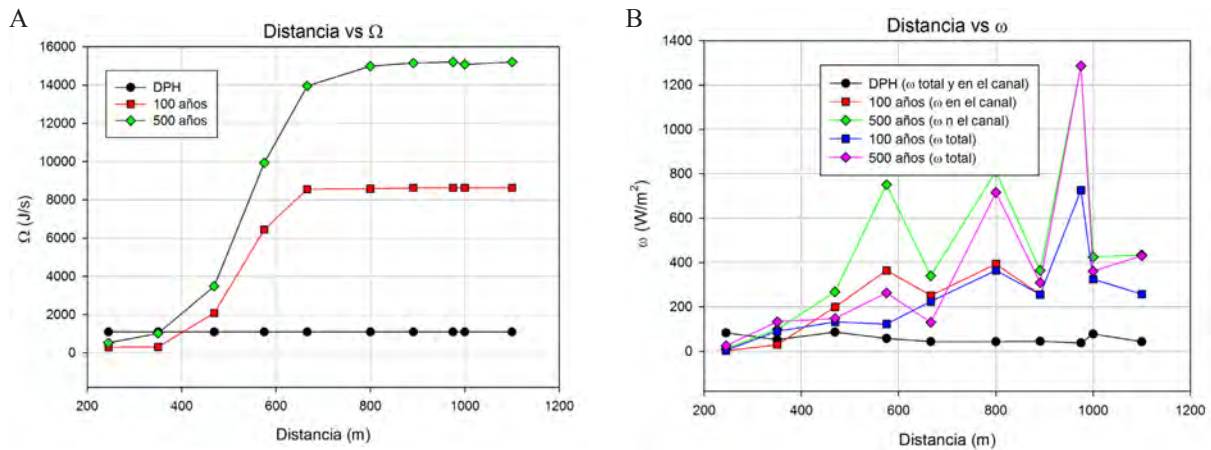 A
Distancia vs Ω
16000
14000
12000
10000
8000
6000
4000
2000
0
Ω (J/s)
DPH
100 años
500 años
200
400
600
800
1000
1200
Distancia (m)
B
Distancia vs ω
1400
1200
1000
800
600
400
200
0
ω (W/m²)
DPH (ω total y en el canal)
100 años (ω en el canal)
500 años (ω n el canal)
100 años (ω total)
500 años (ω total)
200
400
600
800
1000
1200
Distancia (m)